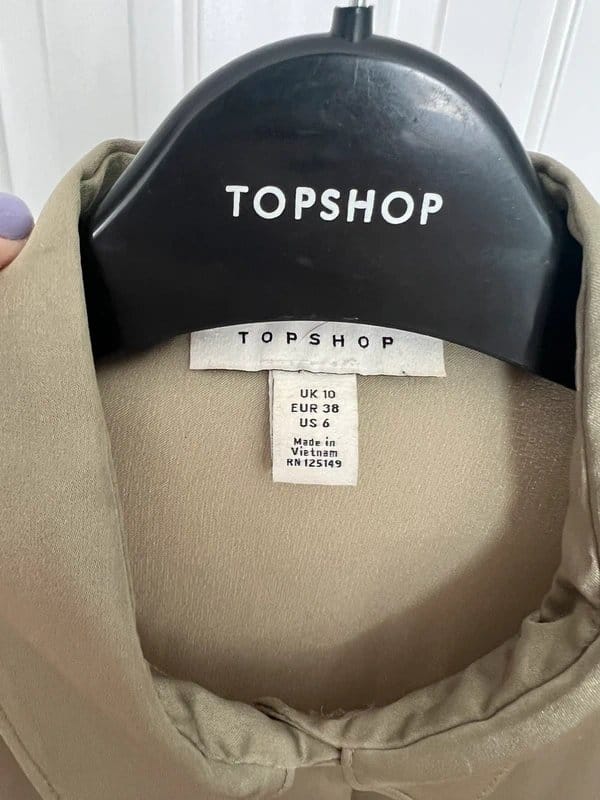 TOPSHOP
TOPSHOP
UK 10
EUR 38
US 6
Made in
Vietnam
RN 125149